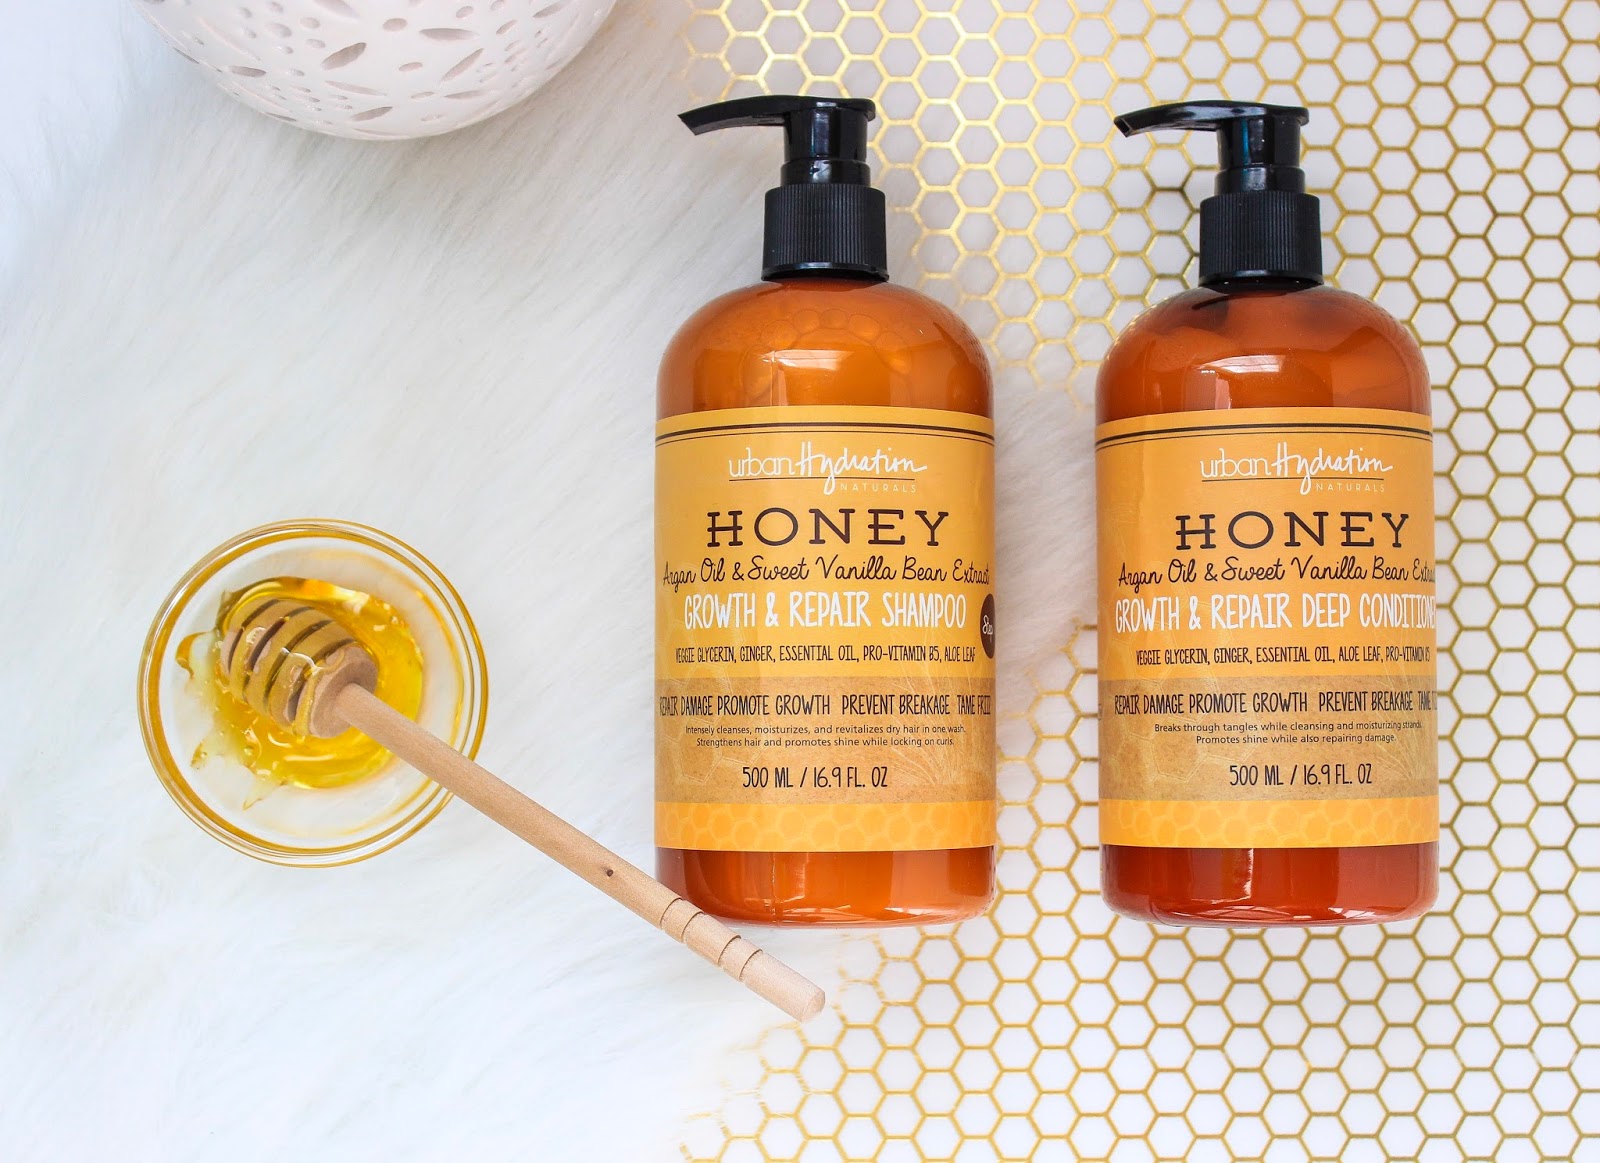 urban Hydration
NATURALS
HONEY
Argan Oil & Sweet Vanilla Bean Extract
GROWTH & REPAIR SHAMPOO
VEGGIE GLYCERIN, GINGER, ESSENTIAL OIL, PRO-VITAMIN B5, ALOE LEAF
REPAIR DAMAGE PROMOTE GROWTH PREVENT BREAKAGE TAME FRIZZ
Intensely cleanses, moisturizes, and revitalizes dry hair in one wash.
Strengthens hair and promotes shine while locking on curls.
500 ML / 16.9 FL. OZ
urban Hydration
NATURALS
HONEY
Argan Oil & Sweet Vanilla Bean Extrac
GROWTH & REPAIR DEEP CONDITIONER
VEGGIE GLYCERIN, GINGER, ESSENTIAL OIL, ALOE LEAF, PRO-VITAMIN B5
REPAIR DAMAGE PROMOTE GROWTH PREVENT BREAKAGE TAME
Breaks through tangles while cleansing and moisturizing strands.
Promotes shine while also repairing damage.
500 ML / 16.9 FL. OZ